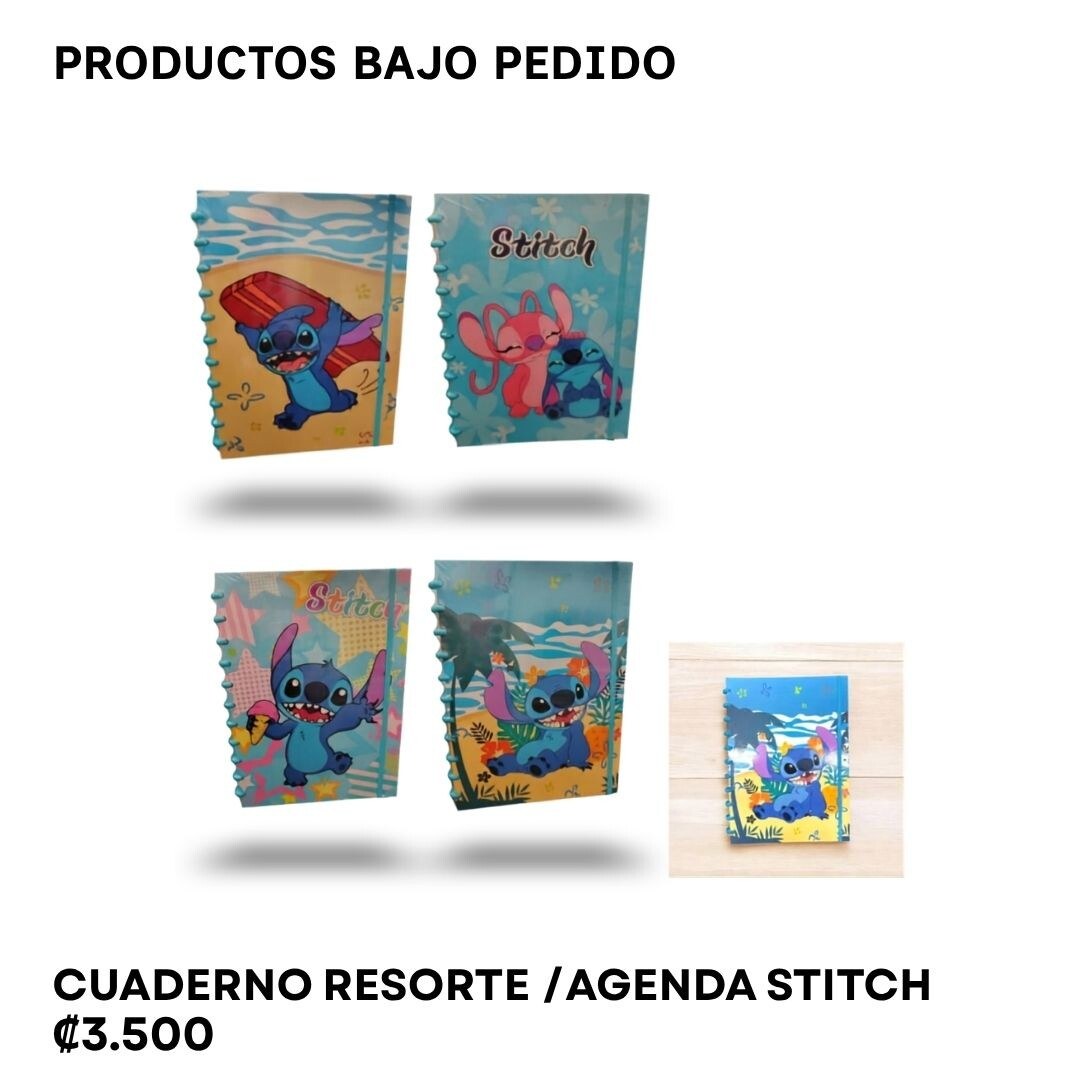 PRODUCTOS BAJO PEDIDO
Stitch
Stitch
CUADERNO RESORTE /AGENDA STITCH
₡3.500